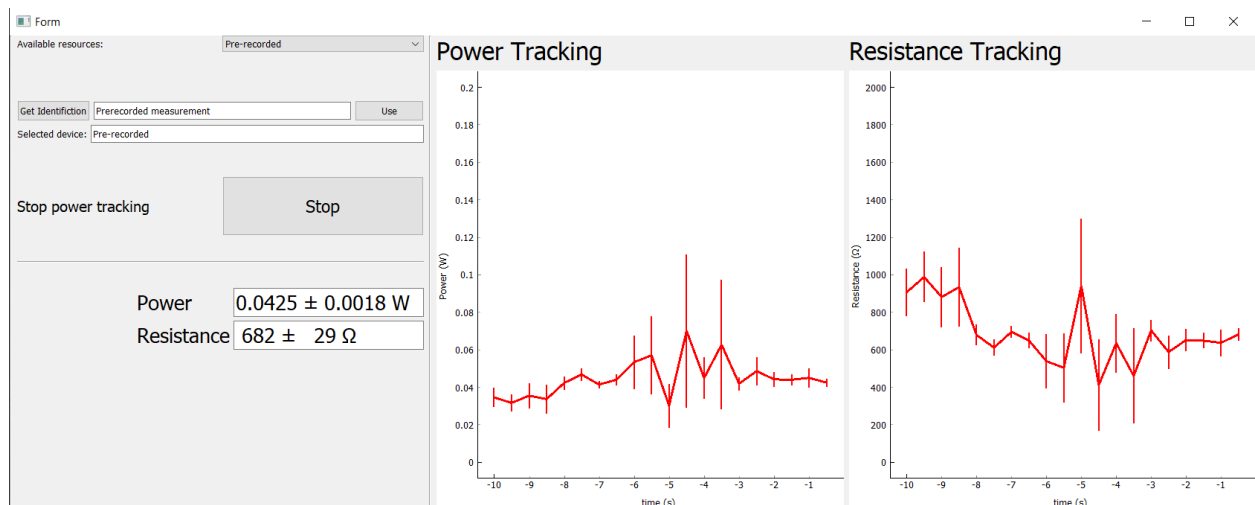 Form
Available resources:
Pre-recorded
Get Identifiction
Prerecorded measurement
Use
Selected device:
Pre-recorded
Stop power tracking
Stop
Power
0.0425 ± 0.0018 W
Resistance
682 ± 29 Ω
Power Tracking
0.2
0.18
0.16
0.14
0.12
0.1
0.08
0.06
0.04
0.02
0
Power (W)
-10 -9 -8 -7 -6 -5 -4 -3 -2 -1
time (s)
Resistance Tracking
2000
1800
1600
1400
1200
1000
800
600
400
200
0
Resistance (Ω)
-10 -9 -8 -7 -6 -5 -4 -3 -2 -1
time (s)